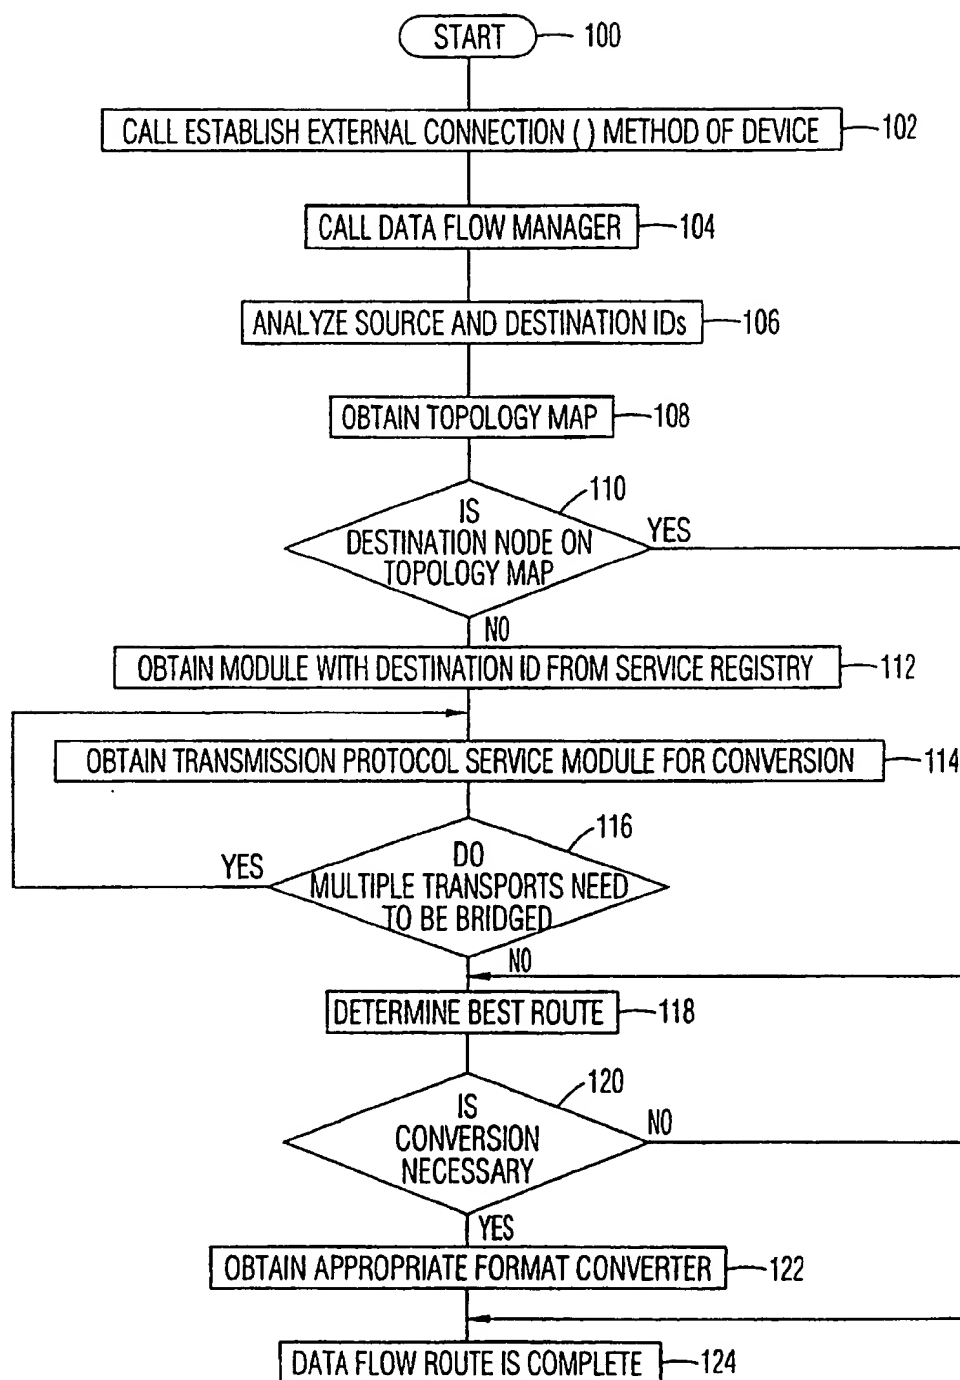 START 100
CALL ESTABLISH EXTERNAL CONNECTION ( ) METHOD OF DEVICE 102
CALL DATA FLOW MANAGER 104
ANALYZE SOURCE AND DESTINATION IDs 106
OBTAIN TOPOLOGY MAP 108
110
IS
DESTINATION NODE ON
TOPOLOGY MAP
YES
NO
OBTAIN MODULE WITH DESTINATION ID FROM SERVICE REGISTRY 112
OBTAIN TRANSMISSION PROTOCOL SERVICE MODULE FOR CONVERSION 114
116
DO
MULTIPLE TRANSPORTS NEED
TO BE BRIDGED
YES
NO
DETERMINE BEST ROUTE 118
120
IS
CONVERSION
NECESSARY
NO
YES
OBTAIN APPROPRIATE FORMAT CONVERTER 122
DATA FLOW ROUTE IS COMPLETE 124